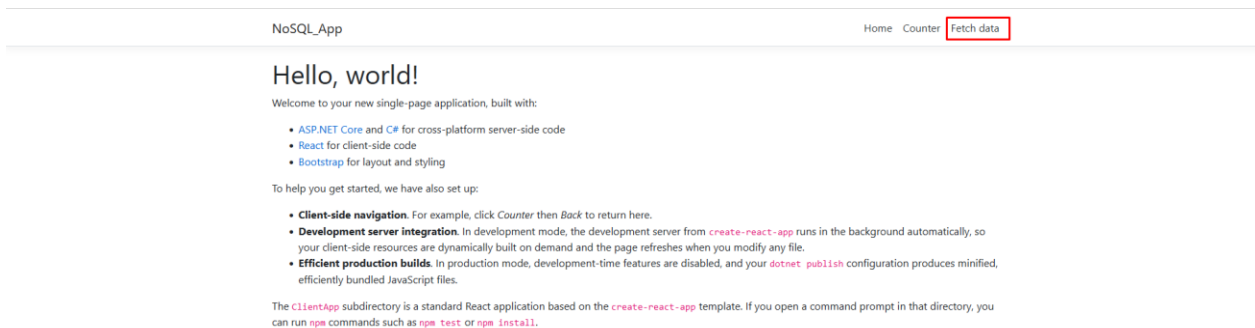 NoSQL_App
Home Counter Fetch data
Hello, world!
Welcome to your new single-page application, built with:
• ASP.NET Core and C# for cross-platform server-side code
• React for client-side code
• Bootstrap for layout and styling
To help you get started, we have also set up:
• Client-side navigation. For example, click Counter then Back to return here.
• Development server integration. In development mode, the development server from create-react-app runs in the background automatically, so
your client-side resources are dynamically built on demand and the page refreshes when you modify any file.
• Efficient production builds. In production mode, development-time features are disabled, and your dotnet publish configuration produces minified,
efficiently bundled JavaScript files.
The ClientApp subdirectory is a standard React application based on the create-react-app template. If you open a command prompt in that directory, you
can run npm commands such as npm test or npm install.